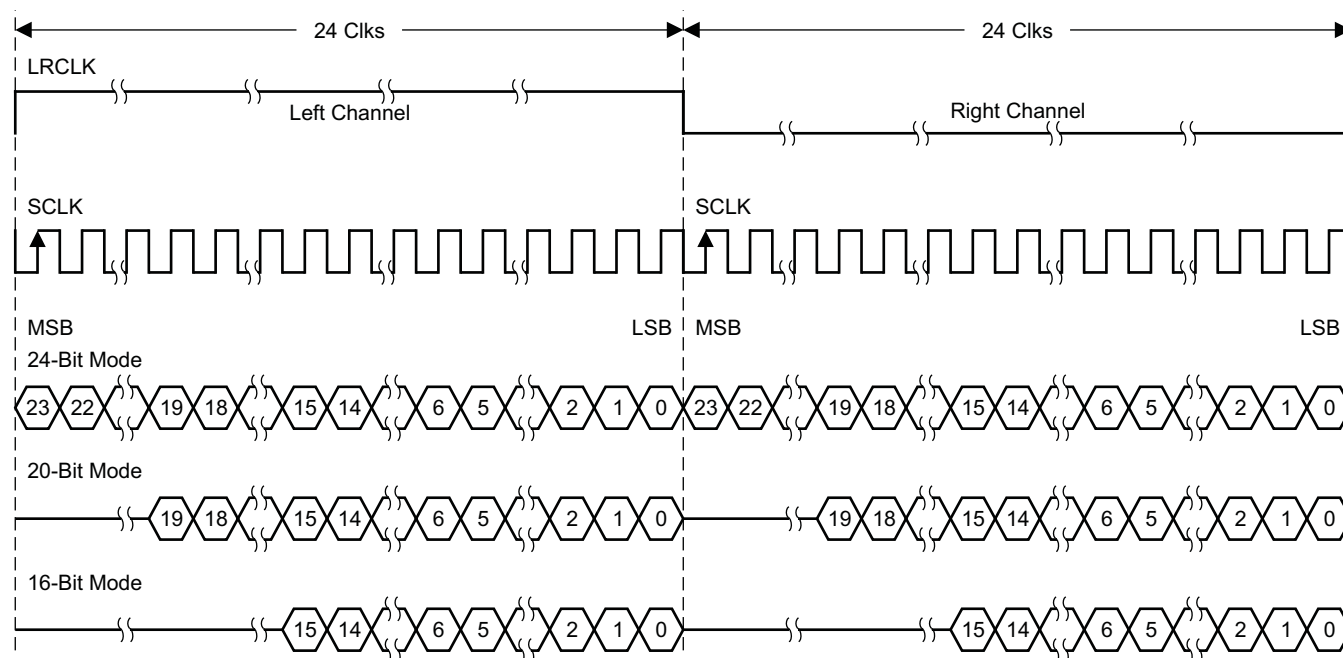 24 Clks 24 Clks
LRCLK
Left Channel Right Channel
SCLK SCLK
MSB LSB MSB LSB
24-Bit Mode
23 22 19 18 15 14 6 5 2 1 0 23 22 19 18 15 14 6 5 2 1 0
20-Bit Mode
19 18 15 14 6 5 2 1 0 19 18 15 14 6 5 2 1 0
16-Bit Mode
15 14 6 5 2 1 0 15 14 6 5 2 1 0